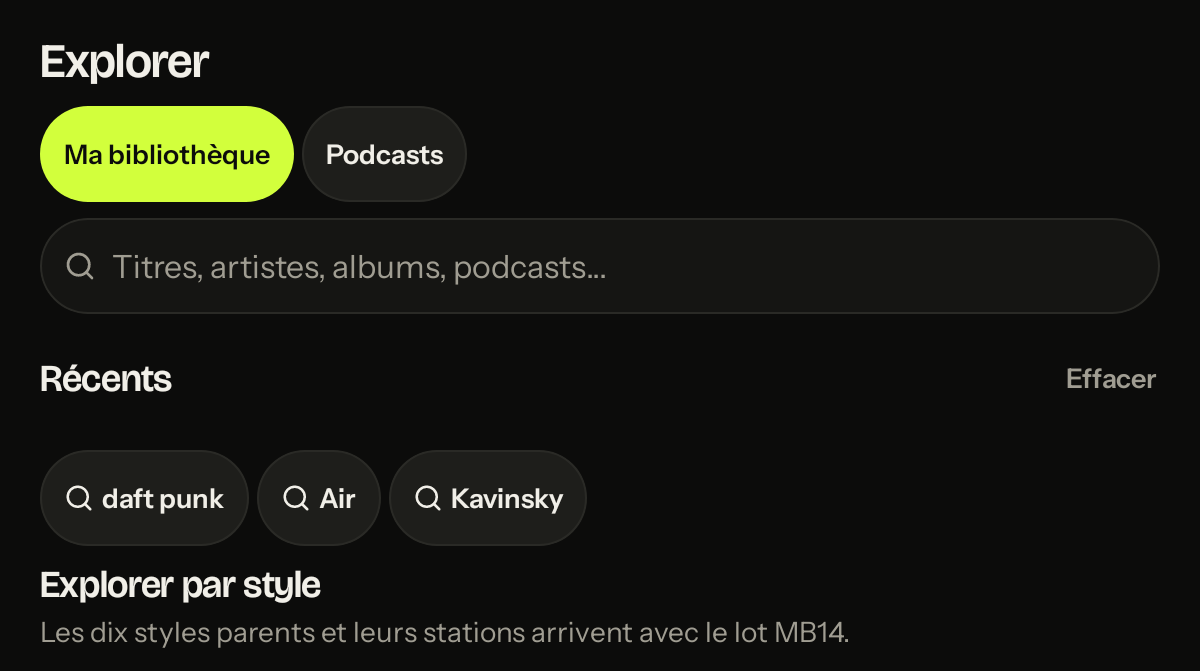 Explorer
Ma bibliothèque Podcasts
Titres, artistes, albums, podcasts...
Récents Effacer
daft punk Air Kavinsky
Explorer par style
Les dix styles parents et leurs stations arrivent avec le lot MB14.